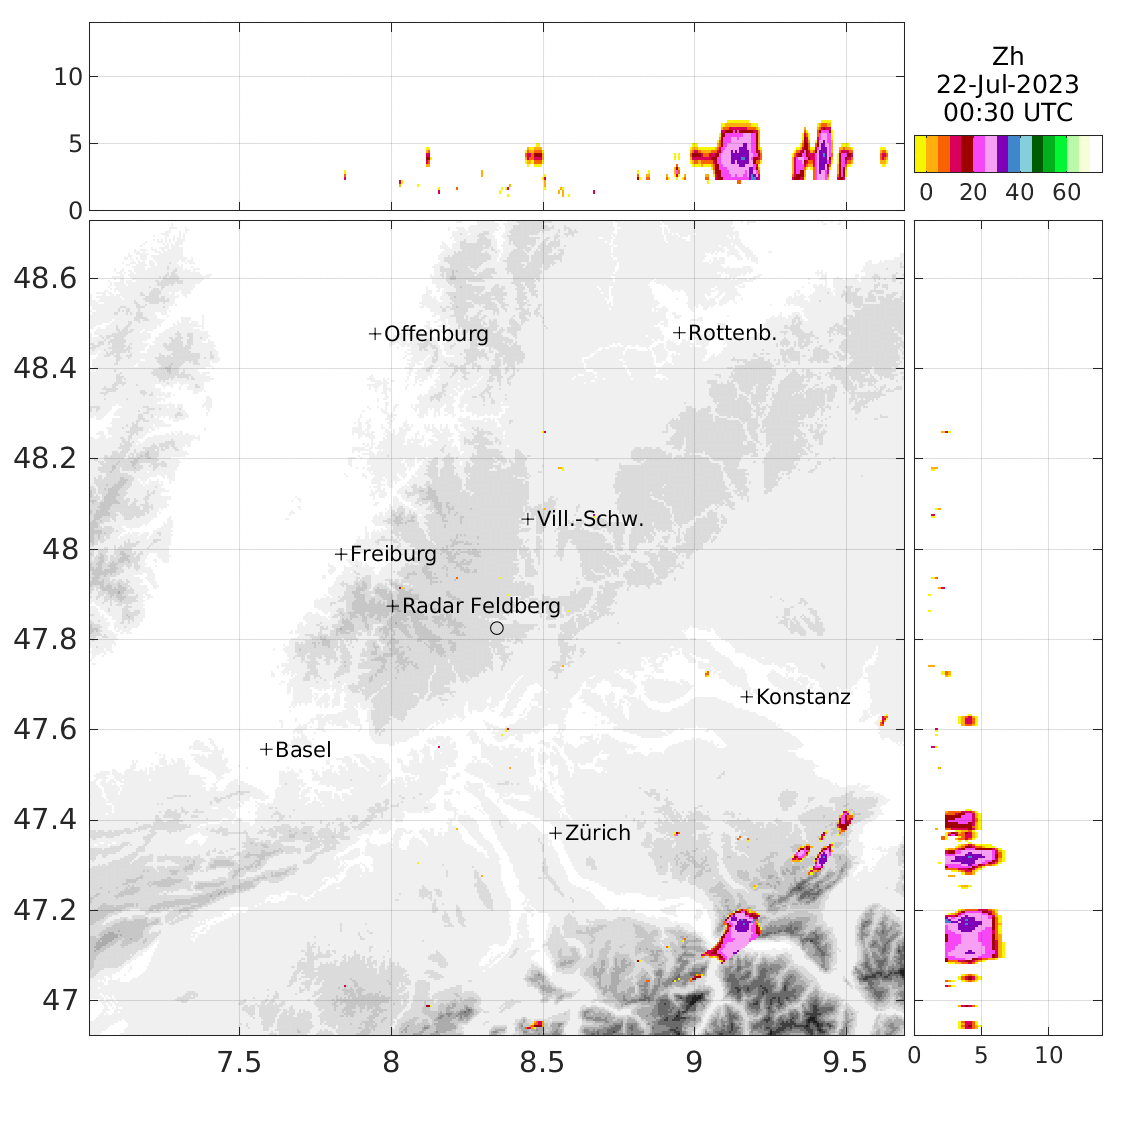 10
5
0
Zh
22-Jul-2023
00:30 UTC
0 20 40 60
48.6
48.4
48.2
48
47.8
47.6
47.4
47.2
47
+Offenburg
+Rottenb.
+Vill.-Schw.
+Freiburg
+Radar Feldberg
+Konstanz
+Basel
+Zürich
7.5 8 8.5 9 9.5
0 5 10